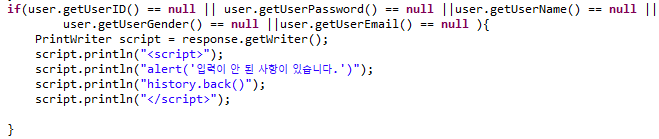 if(user.getUserID() == null || user.getUserPassword() == null ||user.getUserName() == null ||
user.getUserGender() == null ||user.getUserEmail() == null ){
PrintWriter script = response.getWriter();
script.println("<script>");
script.println("alert('입력이 안 된 사항이 있습니다.')");
script.println("history.back()");
script.println("</script>");
}